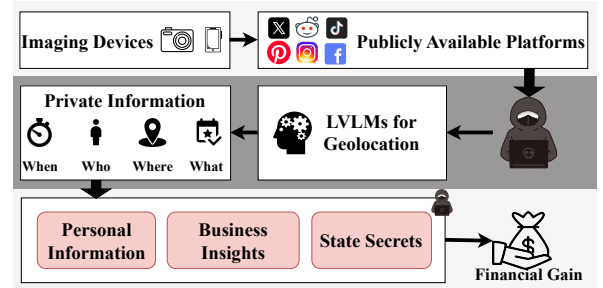 Imaging Devices
Publicly Available Platforms
Private Information
When Who Where What
LVLMs for
Geolocation
Personal
Information
Business
Insights
State Secrets
Financial Gain